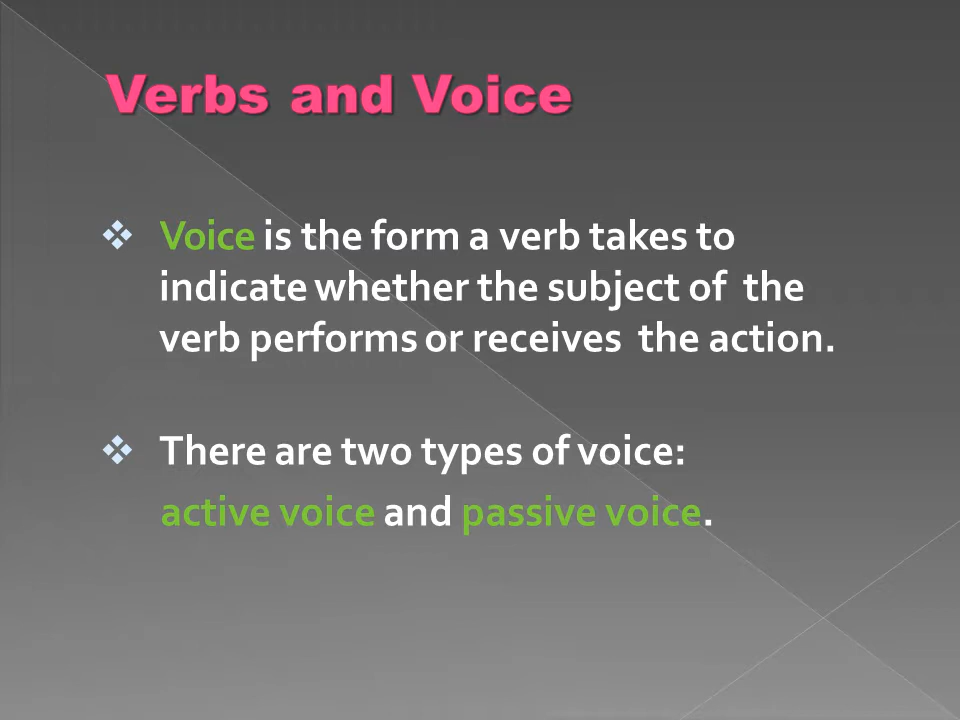 Verbs and Voice
❖ Voice is the form a verb takes to
indicate whether the subject of the
verb performs or receives the action.
❖ There are two types of voice:
active voice and passive voice.